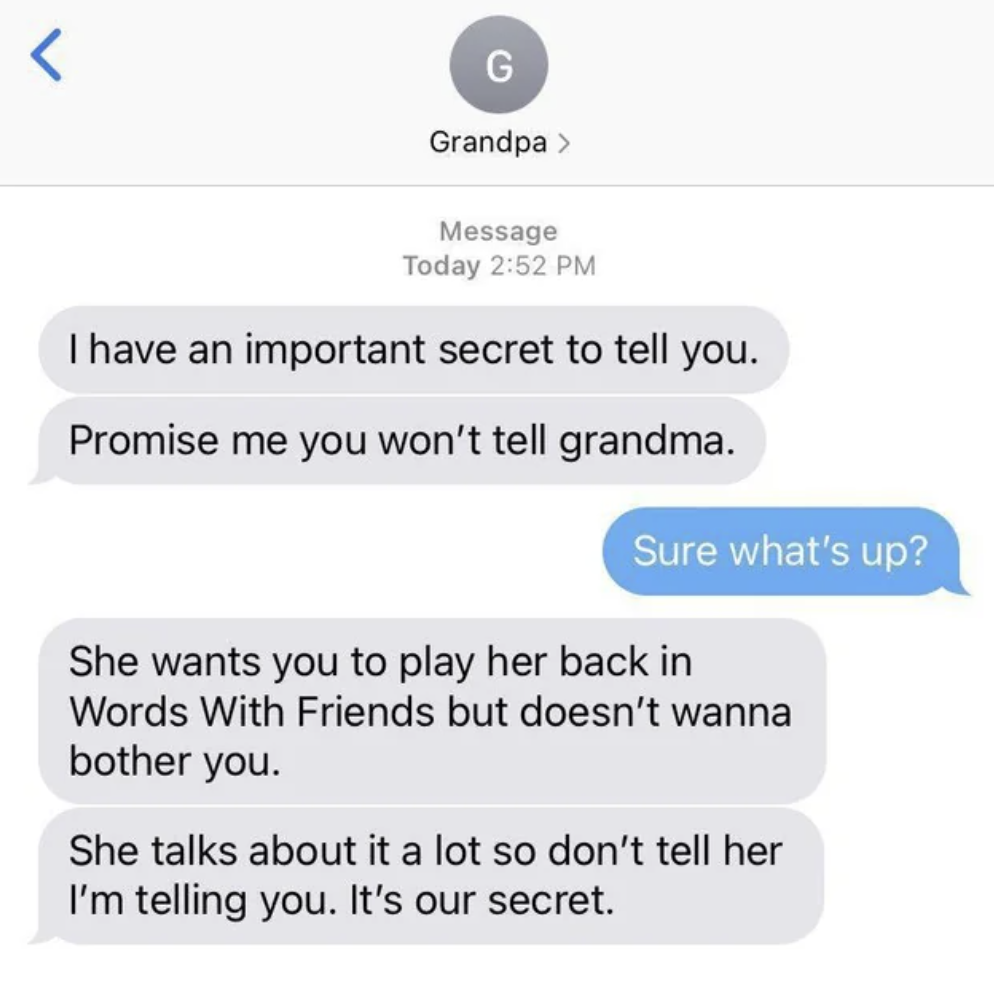 G
Grandpa >
Message
Today 2:52 PM
I have an important secret to tell you.
Promise me you won’t tell grandma.
Sure what’s up?
She wants you to play her back in
Words With Friends but doesn’t wanna
bother you.
She talks about it a lot so don’t tell her
I’m telling you. It’s our secret.